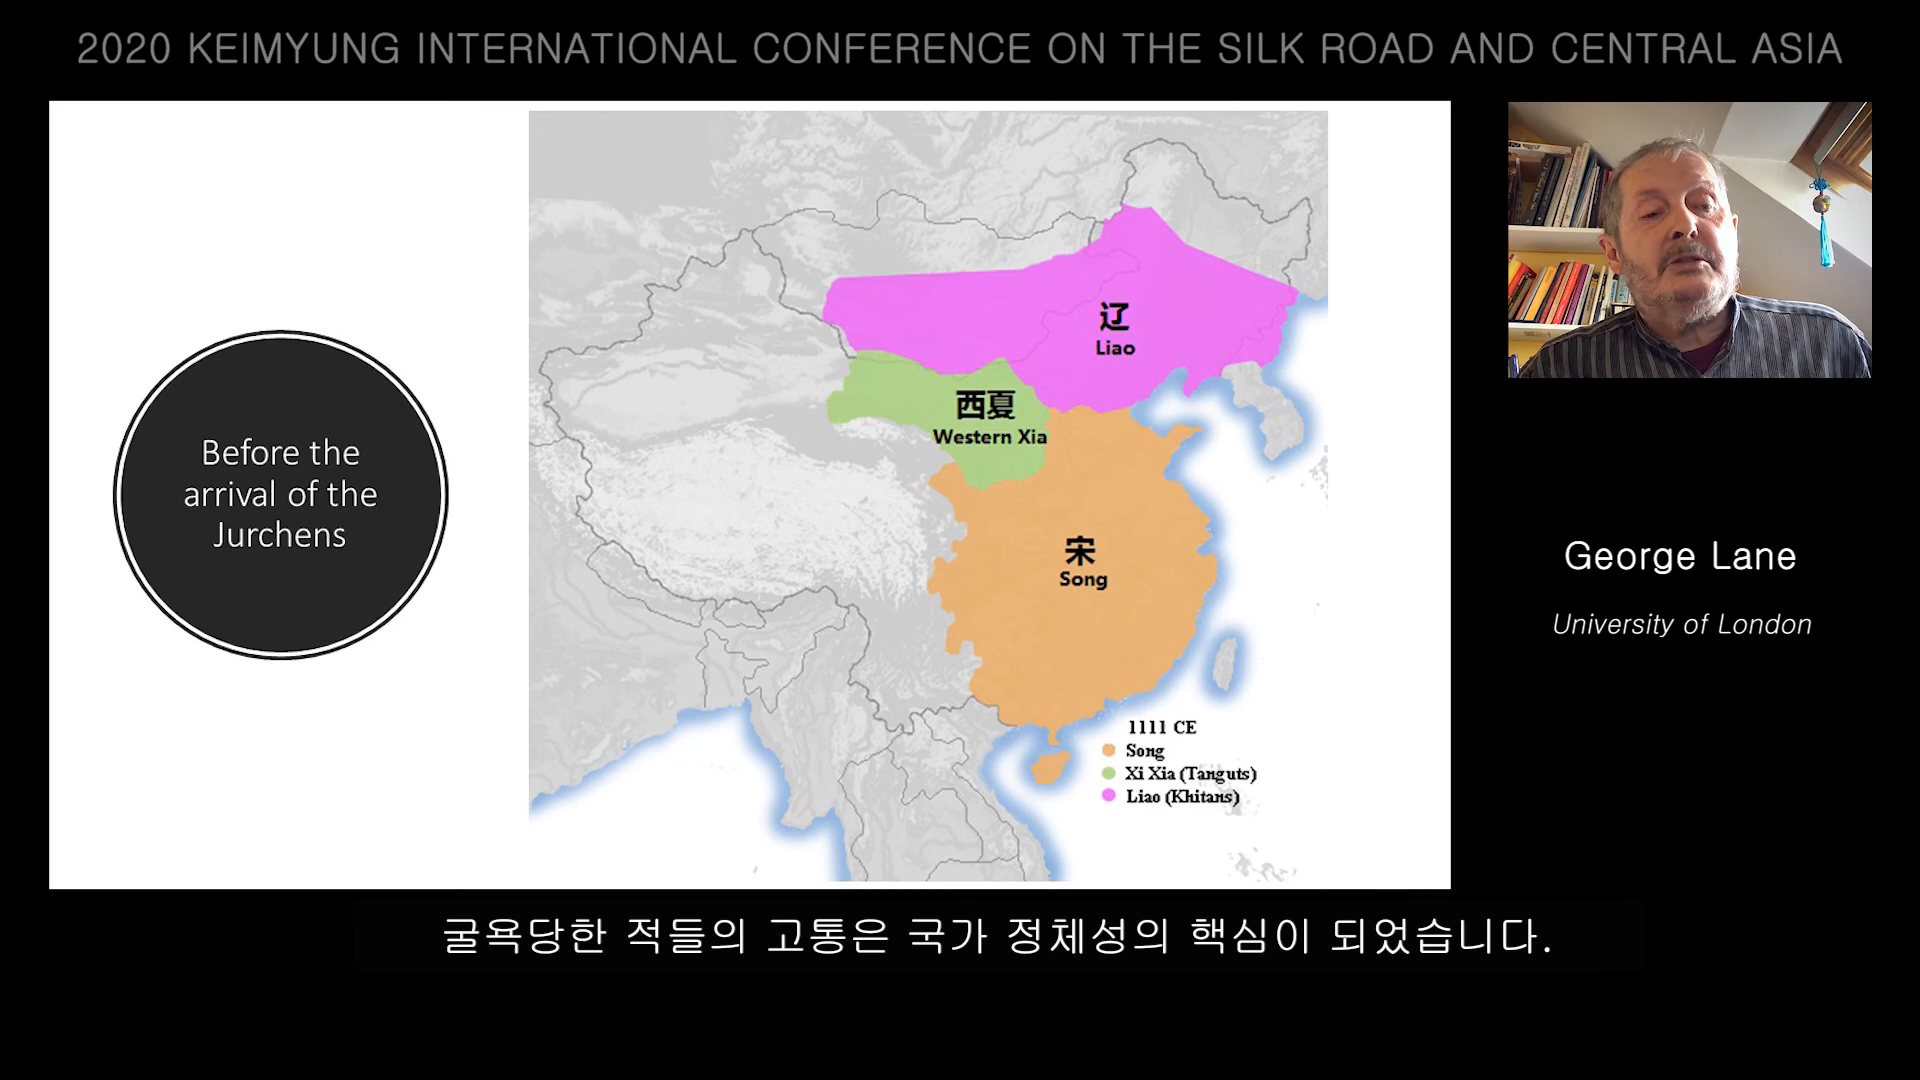 2020 KEIMYUNG INTERNATIONAL CONFERENCE ON THE SILK ROAD AND CENTRAL ASIA
Before the
arrival of the
Jurchens
辽
Liao
西夏
Western Xia
宋
Song
1111 CE
Song
Xi Xia (Tanguts)
Liao (Khitans)
George Lane
University of London
굴욕당한 적들의 고통은 국가 정체성의 핵심이 되었습니다.